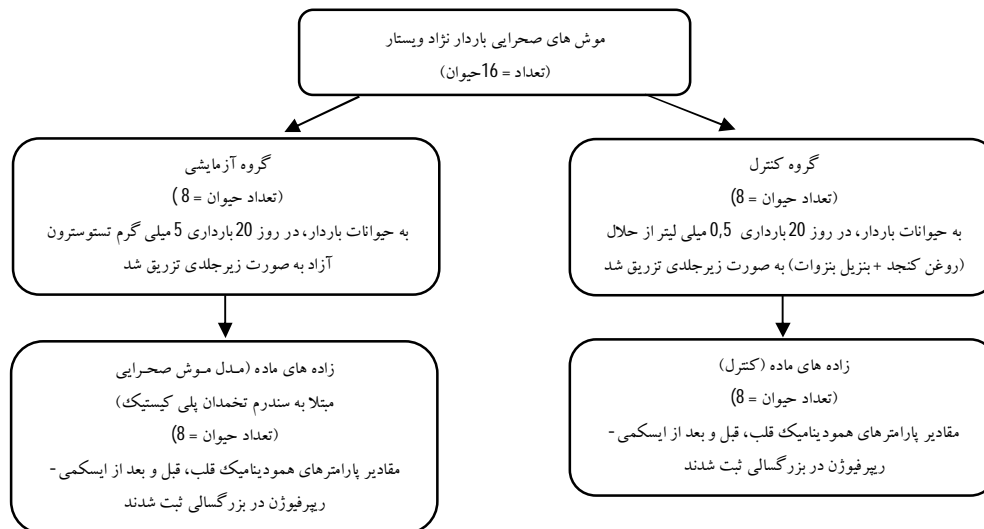 موش های صحرایی باردار نژاد ویستار
(تعداد = 16حیوان)
گروه کنترل
(تعداد حیوان = 8)
به حیوانات باردار، در روز 20 بارداری 0,5 میلی لیتر از حلال
(روغن کنجد + بنزیل بنزوات) به صورت زیرجلدی تزریق شد
گروه آزمایشی
(تعداد حیوان = 8 )
به حیوانات باردار، در روز 20 بارداری 5 میلی گرم تستوسترون
آزاد به صورت زیرجلدی تزریق شد
زاده های ماده (کنترل)
(تعداد حیوان = 8)
مقادیر پارامترهای همودینامیک قلب، قبل و بعد از ایسکمی -
ریپرفیوژن در بزرگسالی ثبت شدند
زاده های ماده (مـدل مـوش صحـرایی
مبتلا به سندرم تخمدان پلی کیستیک)
(تعداد حیوان = 8)
مقادیر پارامترهای همودینامیک قلب، قبل و بعد از ایسکمی -
ریپرفیوژن در بزرگسالی ثبت شدند